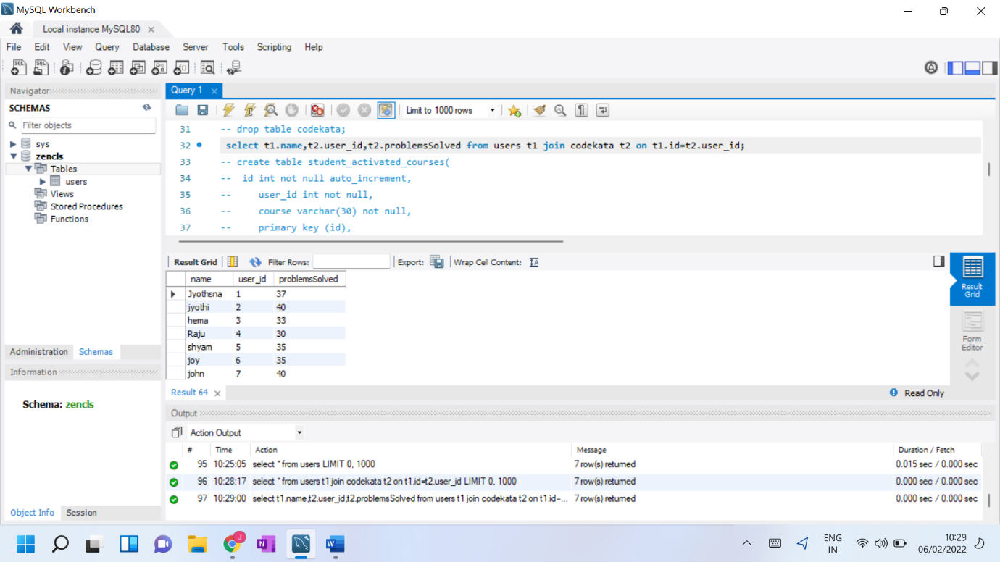 MySQL Workbench
Local instance MySQL80
File Edit View Query Database Server Tools Scripting Help
Navigator
SCHEMAS
Filter objects
sys
zencls
Tables
users
Views
Stored Procedures
Functions
Administration Schemas
Information
Schema: zencls
Object Info Session
Query 1
Limit to 1000 rows
31 -- drop table codekata;
32 select t1.name,t2.user_id,t2.problemsSolved from users t1 join codekata t2 on t1.id=t2.user_id;
33 -- create table student_activated_courses(
34 -- id int not null auto_increment,
35 -- user_id int not null,
36 -- course varchar(30) not null,
37 -- primary key (id),
Result Grid Filter Rows: Export: Wrap Cell Content:
name user_id problemsSolved
Jyothsna 1 37
jyothi 2 40
hema 3 33
Raju 4 30
shyam 5 35
joy 6 35
john 7 40
Result Grid
Form Editor
Result 64
Read Only
Output
Action Output
# Time Action Message Duration / Fetch
95 10:25:05 select * from users LIMIT 0, 1000 7 row(s) returned 0.015 sec / 0.000 sec
96 10:28:17 select * from users t1 join codekata t2 on t1.id=t2.user_id LIMIT 0, 1000 7 row(s) returned 0.000 sec / 0.000 sec
97 10:29:00 select t1.name,t2.user_id,t2.problemsSolved from users t1 join codekata t2 on t1.id=... 7 row(s) returned 0.000 sec / 0.000 sec
ENG
IN
10:29
06/02/2022